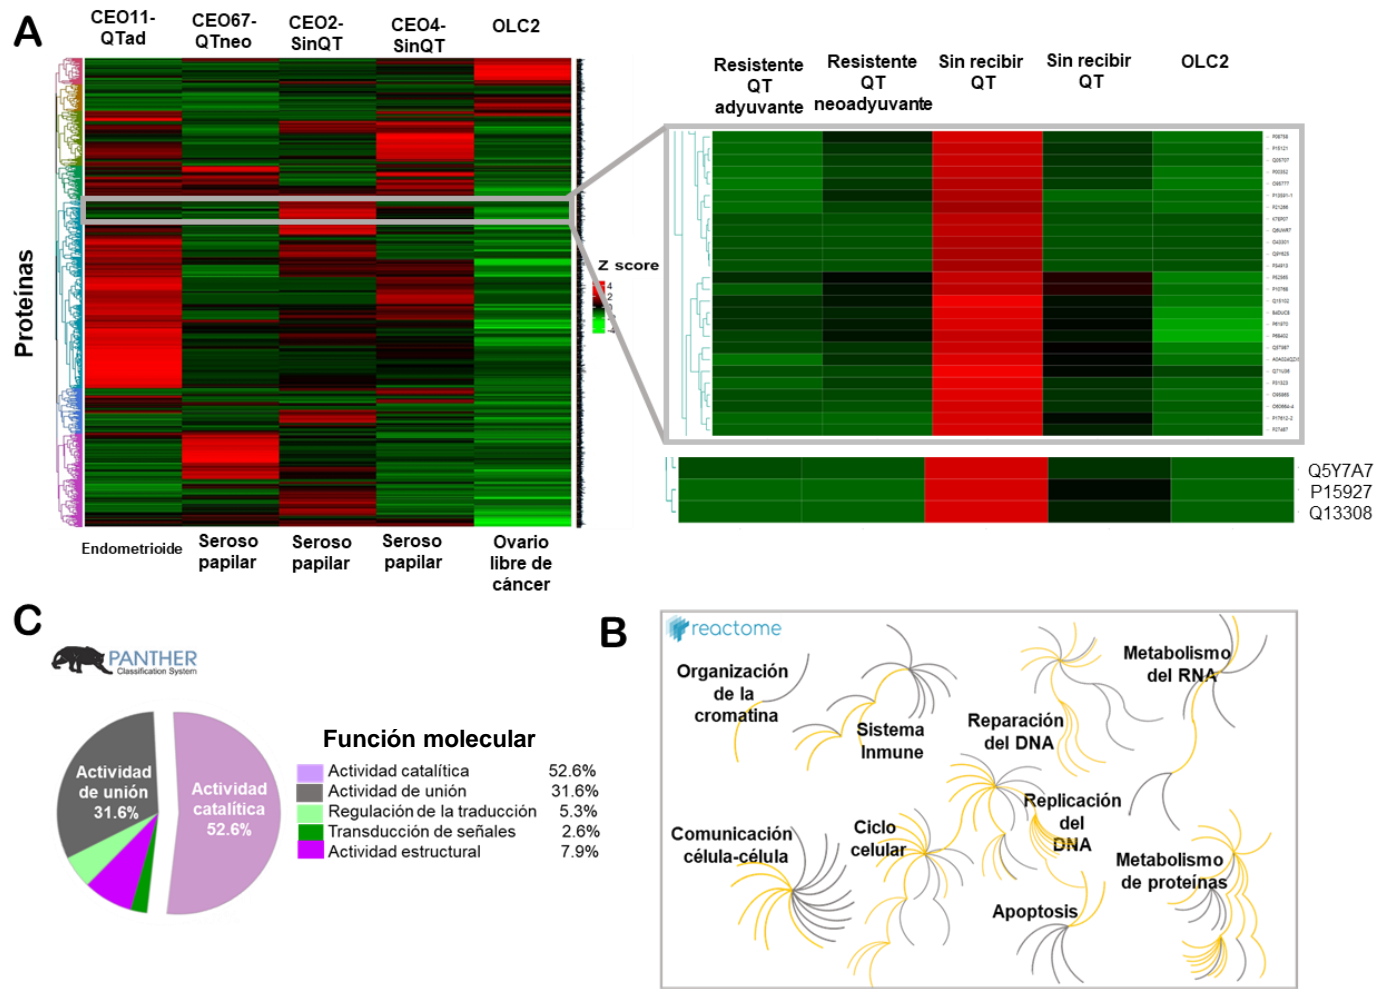 A
CEO11-
QTad
CEO67-
QTneo
CEO2-
SinQT
CEO4-
SinQT
OLC2
Proteínas
Endometrioide
Seroso
papilar
Seroso
papilar
Seroso
papilar
Ovario
libre de
cáncer
Z score
4
2
Resistente
QT
adyuvante
Resistente
QT
neoadyuvante
Sin recibir
QT
Sin recibir
QT
OLC2
Q5Y7A7
P15927
Q13308
C
PANTHER
Classification System
Actividad
de unión
31.6%
Actividad
catalítica
52.6%
Función molecular
Actividad catalítica 52.6%
Actividad de unión 31.6%
Regulación de la traducción 5.3%
Transducción de señales 2.6%
Actividad estructural 7.9%
B
reactome
Organización
de la
cromatina
Sistema
Inmune
Reparación
del DNA
Metabolismo
del RNA
Comunicación
célula-célula
Ciclo
celular
Replicación
del
DNA
Apoptosis
Metabolismo
de proteínas